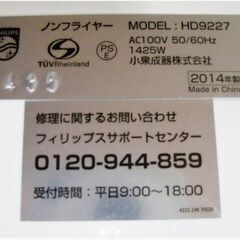 PHILIPS
ノンフライヤー
MODEL: HD9227
AC100V 50/60Hz
1425W
小泉成器株式会社
TÜVRheinland
PS
E
2014年製
Made in China
修理に関するお問い合わせ
フィリップスサポートセンター
0120-944-859
受付時間:平日9:00〜18:00